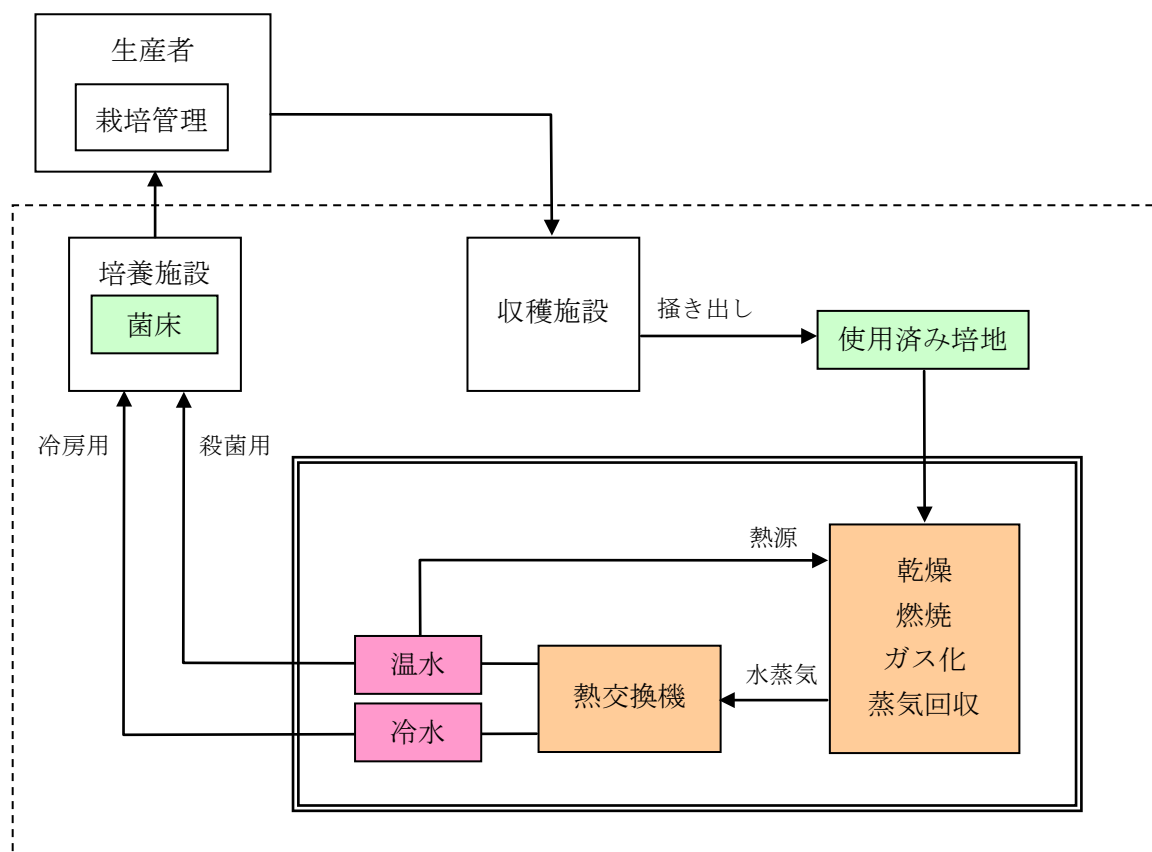 生産者
栽培管理
培養施設
菌床
収穫施設
掻き出し
使用済み培地
冷房用
殺菌用
熱源
乾燥
燃焼
ガス化
蒸気回収
温水
熱交換機
水蒸気
冷水